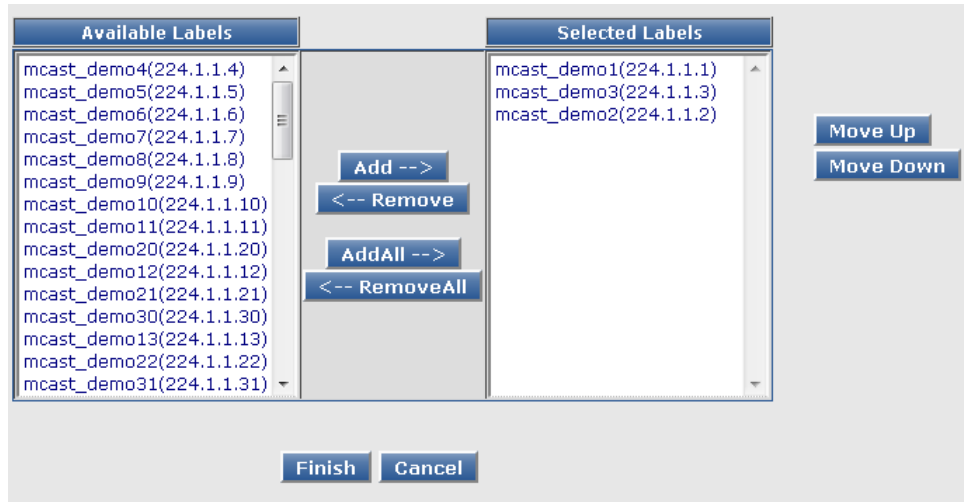 Available Labels
Selected Labels
mcast_demo4(224.1.1.4)
mcast_demo5(224.1.1.5)
mcast_demo6(224.1.1.6)
mcast_demo7(224.1.1.7)
mcast_demo8(224.1.1.8)
mcast_demo9(224.1.1.9)
mcast_demo10(224.1.1.10)
mcast_demo11(224.1.1.11)
mcast_demo20(224.1.1.20)
mcast_demo12(224.1.1.12)
mcast_demo21(224.1.1.21)
mcast_demo30(224.1.1.30)
mcast_demo13(224.1.1.13)
mcast_demo22(224.1.1.22)
mcast_demo31(224.1.1.31)
Add -->
<-- Remove
AddAll -->
<-- RemoveAll
mcast_demo1(224.1.1.1)
mcast_demo3(224.1.1.3)
mcast_demo2(224.1.1.2)
Move Up
Move Down
Finish
Cancel